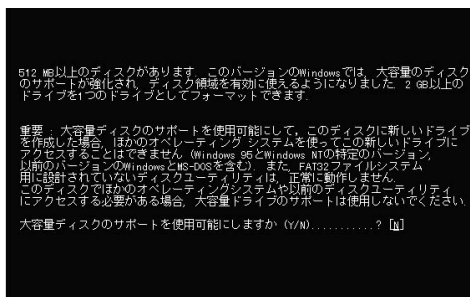 512 MB以上のディスクがあります. このバージョンのWindowsでは, 大容量のディスク
のサポートが強化され, ディスク領域を有効に使えるようになりました. 2 GB以上の
ドライブを1つのドライブとしてフォーマットできます.
重要 : 大容量ディスクのサポートを使用可能にして, このディスクに新しいドライブ
を作成した場合, ほかのオペレーティング システムを使ってこの新しいドライブに
アクセスすることはできません (Windows 95とWindows NTの特定のバージョン,
以前のバージョンのWindowsとMS-DOSを含む). また, FAT32ファイルシステム
用に設計されていないディスクユーティリティは, 正常に動作しません.
このディスクでほかのオペレーティングシステムや以前のディスクユーティリティ
にアクセスする必要がある場合, 大容量ドライブのサポートは使用しないでください.
大容量ディスクのサポートを使用可能にしますか (Y/N)...........? [N]